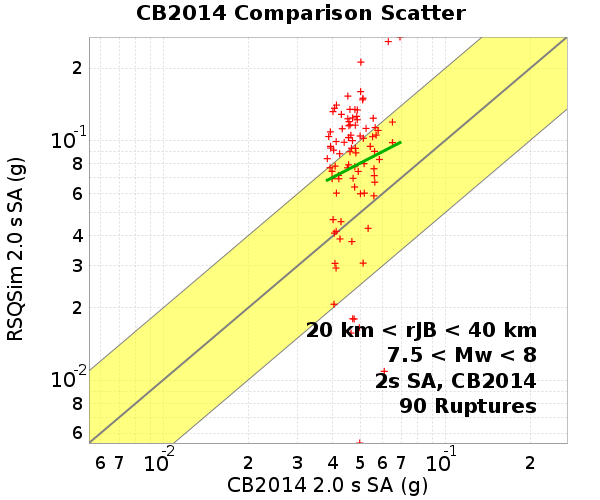 CB2014 Comparison Scatter
RSQSim 2.0 s SA (g)
2
10-1
8
6
4
3
2
10-2
8
6
20 km < rJB < 40 km
7.5 < Mw < 8
2s SA, CB2014
90 Ruptures
6 7 10-2 2 3 4 5 6 7 10-1 2
CB2014 2.0 s SA (g)